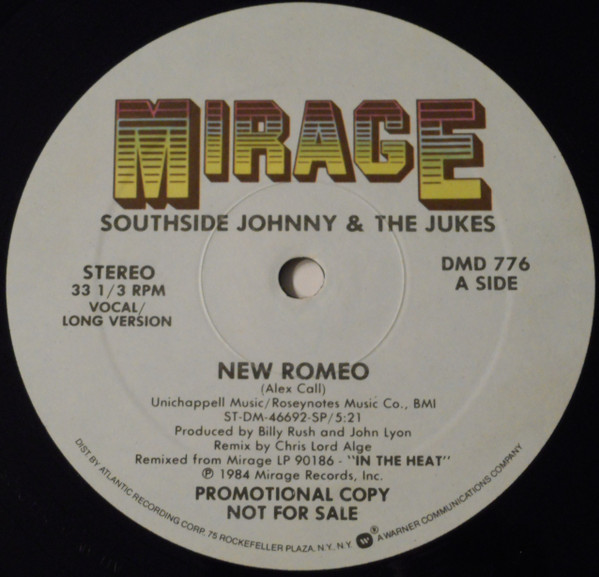 MIRAGE
SOUTHSIDE JOHNNY & THE JUKES
STEREO
33 1/3 RPM
VOCAL/
LONG VERSION
DMD 776
A SIDE
NEW ROMEO
(Alex Call)
Unichappell Music/Roseynotes Music Co., BMI
ST-DM-46692-SP/5:21
Produced by Billy Rush and John Lyon
Remix by Chris Lord Alge
Remixed from Mirage LP 90186 - "IN THE HEAT"
℗ 1984 Mirage Records, Inc.
PROMOTIONAL COPY
NOT FOR SALE
DIST BY ATLANTIC RECORDING CORP. 75 ROCKEFELLER PLAZA, N.Y. N.Y. W ® A WARNER COMMUNICATIONS COMPANY